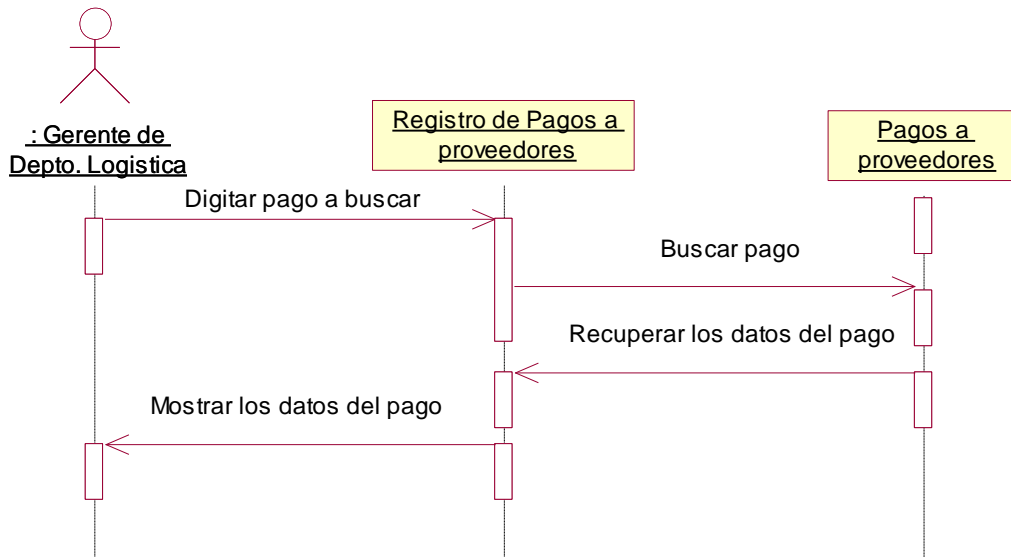 : Gerente de
Depto. Logistica
Registro de Pagos a
proveedores
Pagos a
proveedores
Digitar pago a buscar
Buscar pago
Recuperar los datos del pago
Mostrar los datos del pago